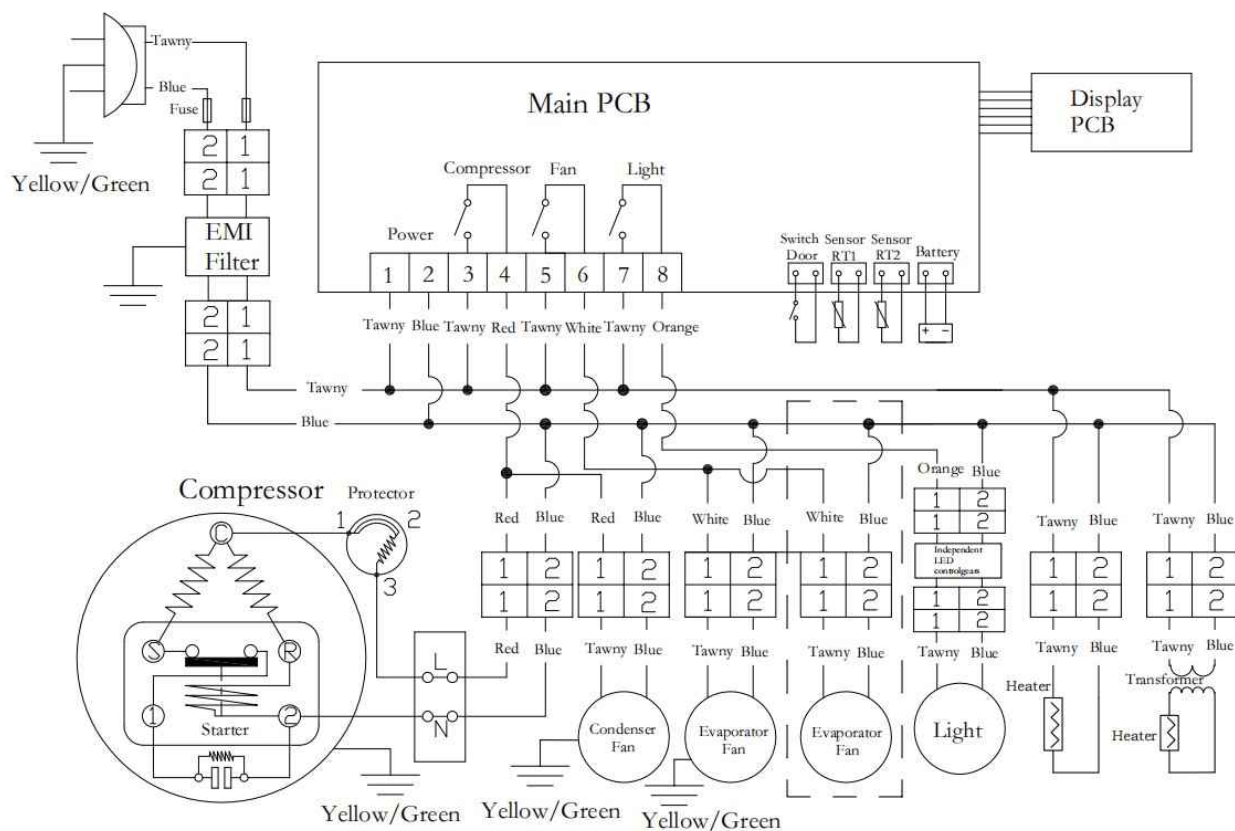 Tawny
Blue
Fuse
2 1
2 1
Yellow/Green
EMI
Filter
2 1
2 1
Main PCB
Display
PCB
Compressor Fan Light
Power
1 2 3 4 5 6 7 8
Switch
Door
Sensor
RT1
Sensor
RT2
Battery
+ −
Tawny Blue Tawny Red Tawny White Tawny Orange
Tawny
Blue
Orange Blue
1 2
1 2
Independent
LED
controlgears
1 2
1 2
Tawny Blue
Light
Compressor
Protector
1 2
3
C
S R
1 2
Starter
L
N
Yellow/Green
Red Blue Red Blue White Blue White Blue Tawny Blue Tawny Blue
1 2 1 2 1 2 1 2 1 2 1 2
1 2 1 2 1 2 1 2 1 2 1 2
Red Blue Tawny Blue Tawny Blue Tawny Blue Tawny Blue Tawny Blue
Condenser
Fan
Yellow/Green
Evaporator
Fan
Yellow/Green
Evaporator
Fan
Heater
Transformer
Heater